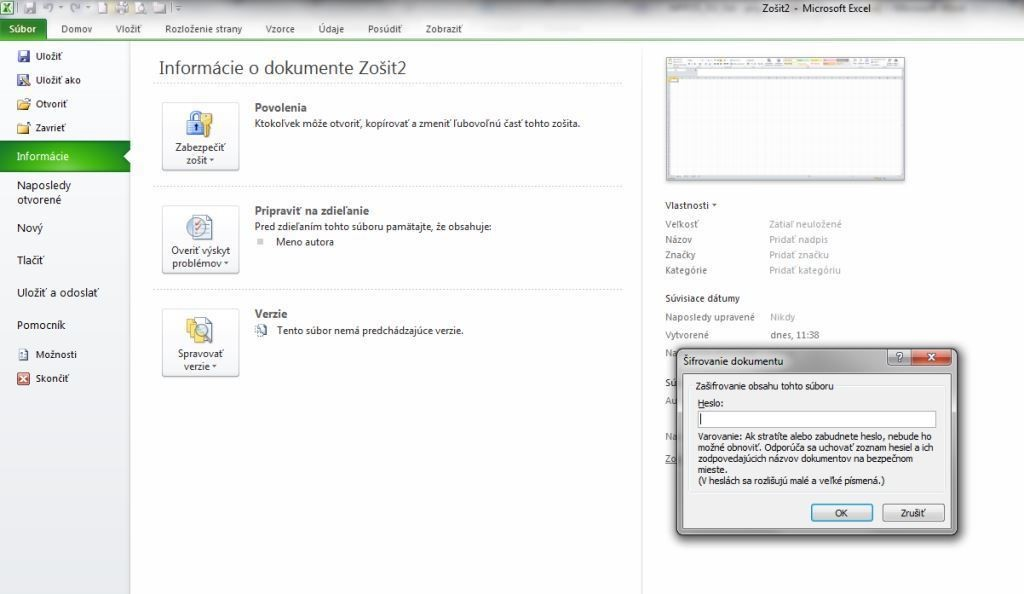 Zošit2 - Microsoft Excel
Súbor Domov Vložiť Rozloženie strany Vzorce Údaje Posúdiť Zobraziť
Uložiť
Uložiť ako
Otvoriť
Zavrieť
Informácie
Naposledy
otvorené
Nový
Tlačiť
Uložiť a odoslať
Pomocník
Možnosti
Skončiť
Informácie o dokumente Zošit2
Zabezpečiť
zošit
Povolenia
Ktokoľvek môže otvoriť, kopírovať a zmeniť ľubovoľnú časť tohto zošita.
Overiť výskyt
problémov
Pripraviť na zdieľanie
Pred zdieľaním tohto súboru pamätajte, že obsahuje:
Meno autora
Spravovať
verzie
Verzie
Tento súbor nemá predchádzajúce verzie.
Vlastnosti
Veľkosť Zatiaľ neuložené
Názov Pridať nadpis
Značky Pridať značku
Kategórie Pridať kategóriu
Súvisiace dátumy
Naposledy upravené Nikdy
Vytvorené dnes, 11:38
Šifrovanie dokumentu
Zašifrovanie obsahu tohto súboru
Heslo:
Varovanie: Ak stratíte alebo zabudnete heslo, nebude ho
možné obnoviť. Odporúča sa uchovať zoznam hesiel a ich
zodpovedajúcich názvov dokumentov na bezpečnom
mieste.
(V heslách sa rozlišujú malé a veľké písmená.)
OK Zrušiť